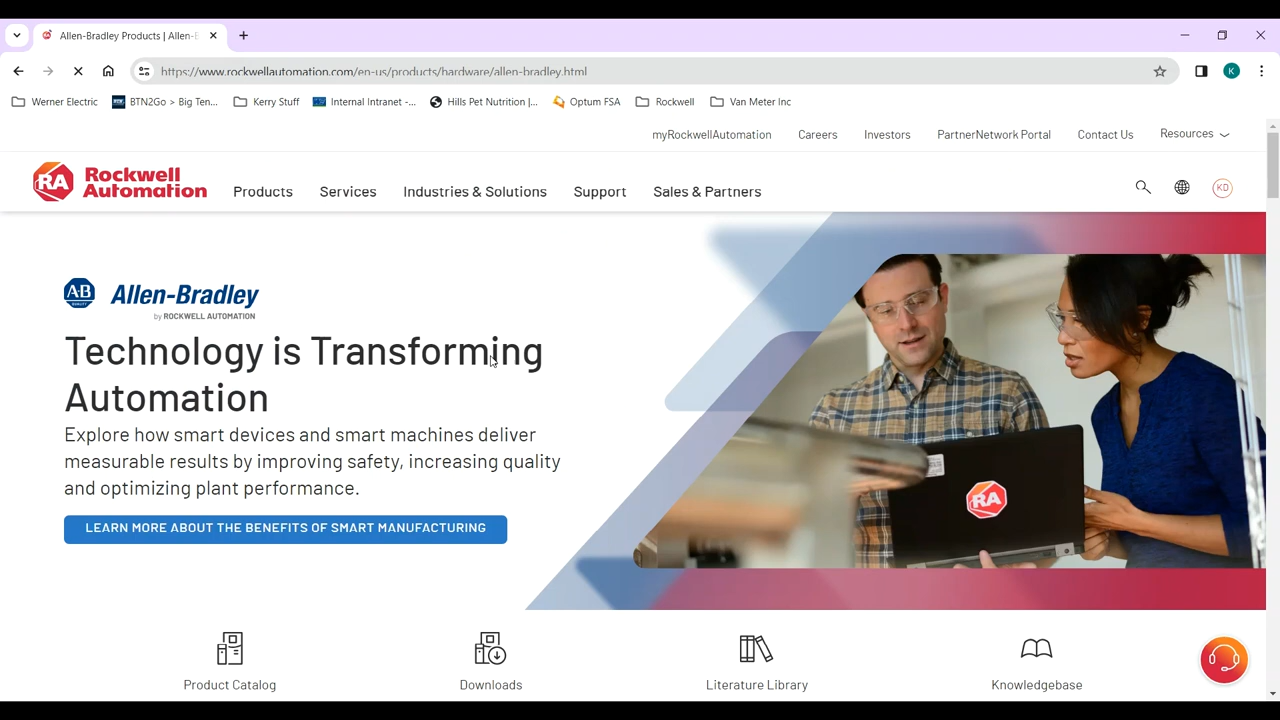 Allen-Bradley Products | Allen-B
https://www.rockwellautomation.com/en-us/products/hardware/allen-bradley.html
K
Werner Electric
BTN2Go > Big Ten...
Kerry Stuff
Internal Intranet -...
Hills Pet Nutrition |...
Optum FSA
Rockwell
Van Meter Inc
myRockwellAutomation
Careers
Investors
PartnerNetwork Portal
Contact Us
Resources
RA
Rockwell
Automation
Products
Services
Industries & Solutions
Support
Sales & Partners
KD
A-B
QUALITY
Allen-Bradley
by ROCKWELL AUTOMATION
Technology is Transforming
Automation
Explore how smart devices and smart machines deliver
measurable results by improving safety, increasing quality
and optimizing plant performance.
LEARN MORE ABOUT THE BENEFITS OF SMART MANUFACTURING
RA
Product Catalog
Downloads
Literature Library
Knowledgebase